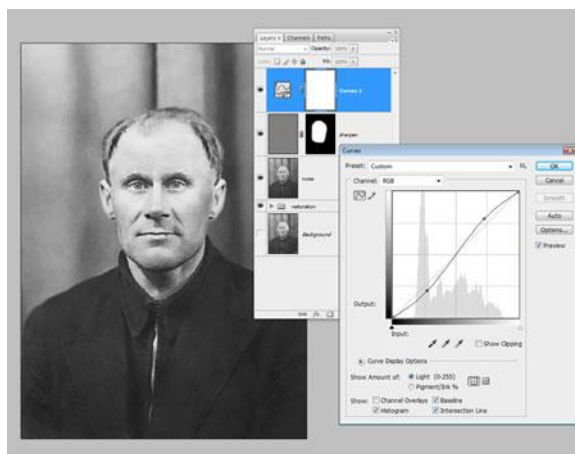 Layers × Channels Paths
Normal Opacity: 100%
Lock: Fill: 100%
Curves 1
sharpen
noise
restoration
Background
Curves
Preset: Custom
OK
Channel: RGB
Cancel
Smooth
Auto
Options...
Preview
Output:
Input:
Show Clipping
Curve Display Options
Show Amount of: Light (0-255)
Pigment/Ink %
Show: Channel Overlays Baseline
Histogram Intersection Line